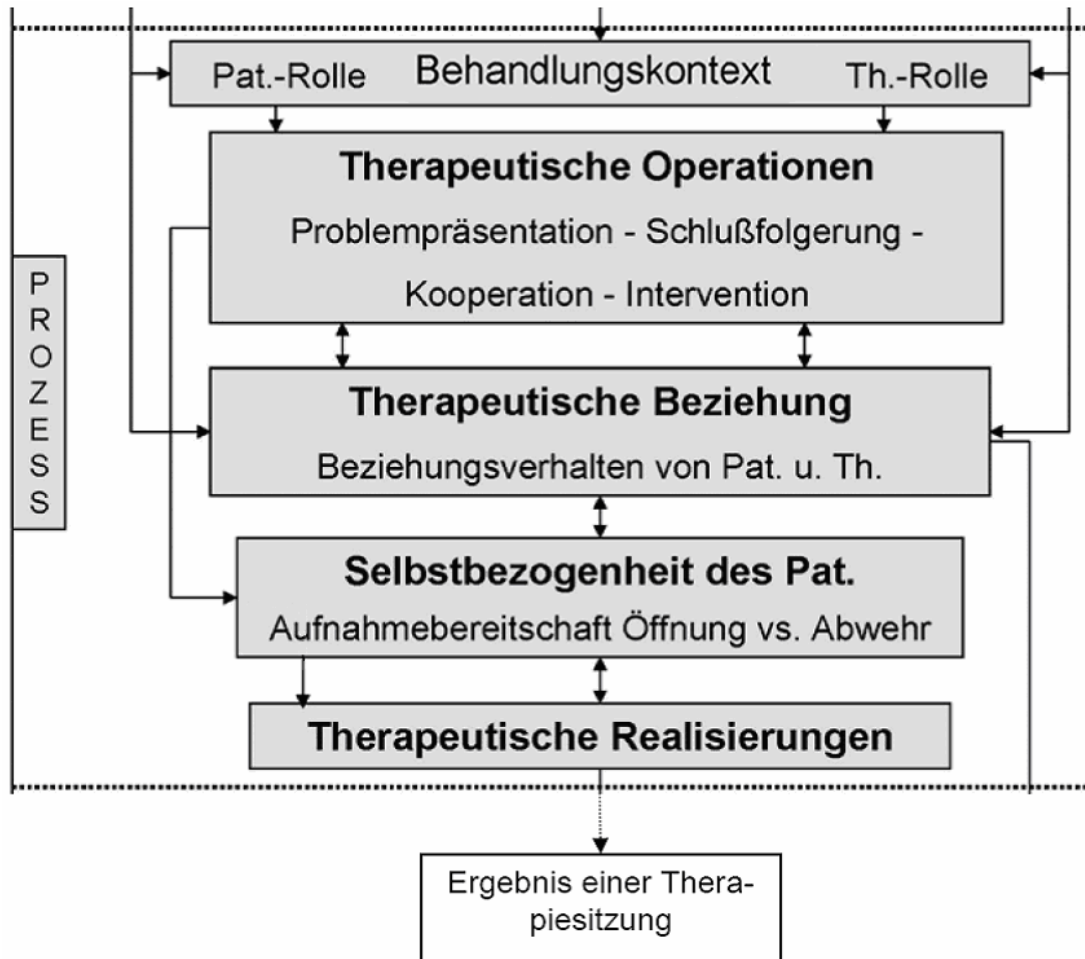 Pat.-Rolle Behandlungskontext Th.-Rolle
Therapeutische Operationen
Problempräsentation - Schlußfolgerung -
Kooperation - Intervention
PROZESS
Therapeutische Beziehung
Beziehungsverhalten von Pat. u. Th.
Selbstbezogenheit des Pat.
Aufnahmebereitschaft Öffnung vs. Abwehr
Therapeutische Realisierungen
Ergebnis einer Thera-
piesitzung